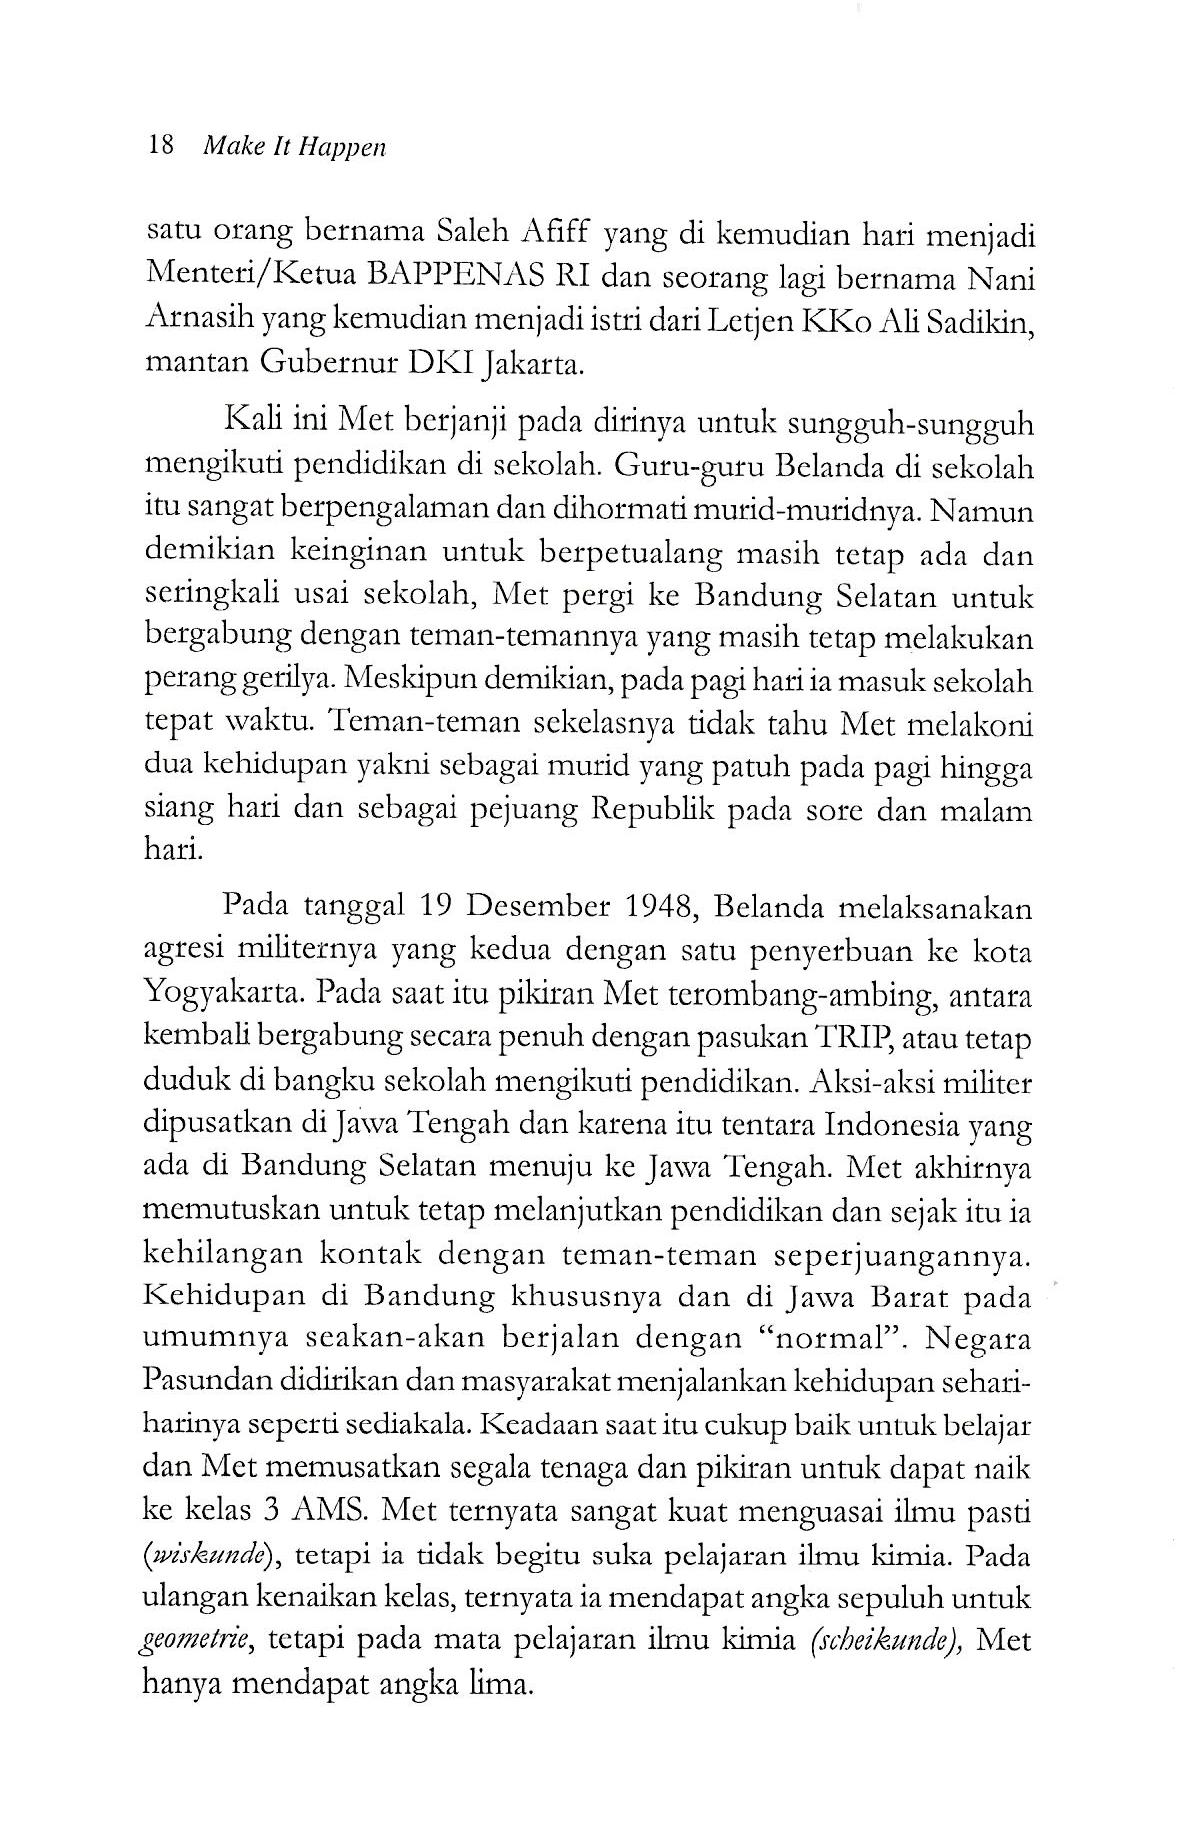 18 Make It Happen
satu orang bernama Saleh Afiff yang di kemudian hari menjadi
Menteri/Ketua BAPPENAS RI dan seorang lagi bernama Nani
Arnasih yang kemudian menjadi istri dari Letjen KKo Ali Sadikin,
mantan Gubernur DKI Jakarta.
Kali ini Met berjanji pada dirinya untuk sungguh-sungguh
mengikuti pendidikan di sekolah. Guru-guru Belanda di sekolah
itu sangat berpengalaman dan dihormati murid-muridnya. Namun
demikian keinginan untuk berpetualang masih tetap ada dan
seringkali usai sekolah, Met pergi ke Bandung Selatan untuk
bergabung dengan teman-temannya yang masih tetap melakukan
perang gerilya. Meskipun demikian, pada pagi hari ia masuk sekolah
tepat waktu. Teman-teman sekelasnya tidak tahu Met melakoni
dua kehidupan yakni sebagai murid yang patuh pada pagi hingga
siang hari dan sebagai pejuang Republik pada sore dan malam
hari.
Pada tanggal 19 Desember 1948, Belanda melaksanakan
agresi militernya yang kedua dengan satu penyerbuan ke kota
Yogyakarta. Pada saat itu pikiran Met terombang-ambing, antara
kembali bergabung secara penuh dengan pasukan TRIP, atau tetap
duduk di bangku sekolah mengikuti pendidikan. Aksi-aksi militer
dipusatkan di Jawa Tengah dan karena itu tentara Indonesia yang
ada di Bandung Selatan menuju ke Jawa Tengah. Met akhirnya
memutuskan untuk tetap melanjutkan pendidikan dan sejak itu ia
kehilangan kontak dengan teman-teman seperjuangannya.
Kehidupan di Bandung khususnya dan di Jawa Barat pada
umumnya seakan-akan berjalan dengan “normal”. Negara
Pasundan didirikan dan masyarakat menjalankan kehidupan sehari-
harinya seperti sediakala. Keadaan saat itu cukup baik untuk belajar
dan Met memusatkan segala tenaga dan pikiran untuk dapat naik
ke kelas 3 AMS. Met ternyata sangat kuat menguasai ilmu pasti
(wiskunde), tetapi ia tidak begitu suka pelajaran ilmu kimia. Pada
ulangan kenaikan kelas, ternyata ia mendapat angka sepuluh untuk
geometrie, tetapi pada mata pelajaran ilmu kimia (scheikunde), Met
hanya mendapat angka lima.